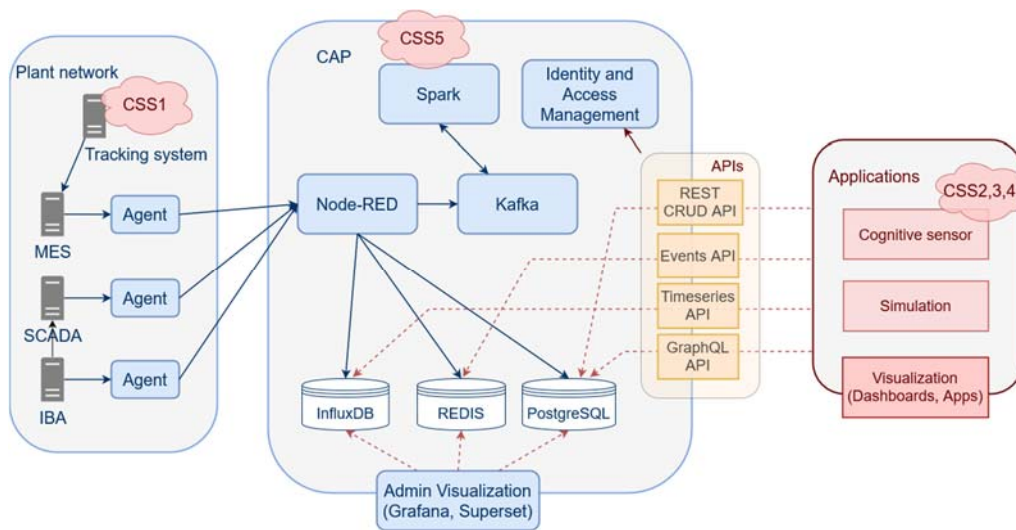 Plant network
CSS1
Tracking system
MES
Agent
SCADA
Agent
IBA
Agent
CAP
CSS5
Spark
Identity and
Access
Management
Node-RED
Kafka
InfluxDB
REDIS
PostgreSQL
Admin Visualization
(Grafana, Superset)
APIs
REST
CRUD API
Events API
Timeseries
API
GraphQL
API
Applications
CSS2,3,4
Cognitive sensor
Simulation
Visualization
(Dashboards, Apps)